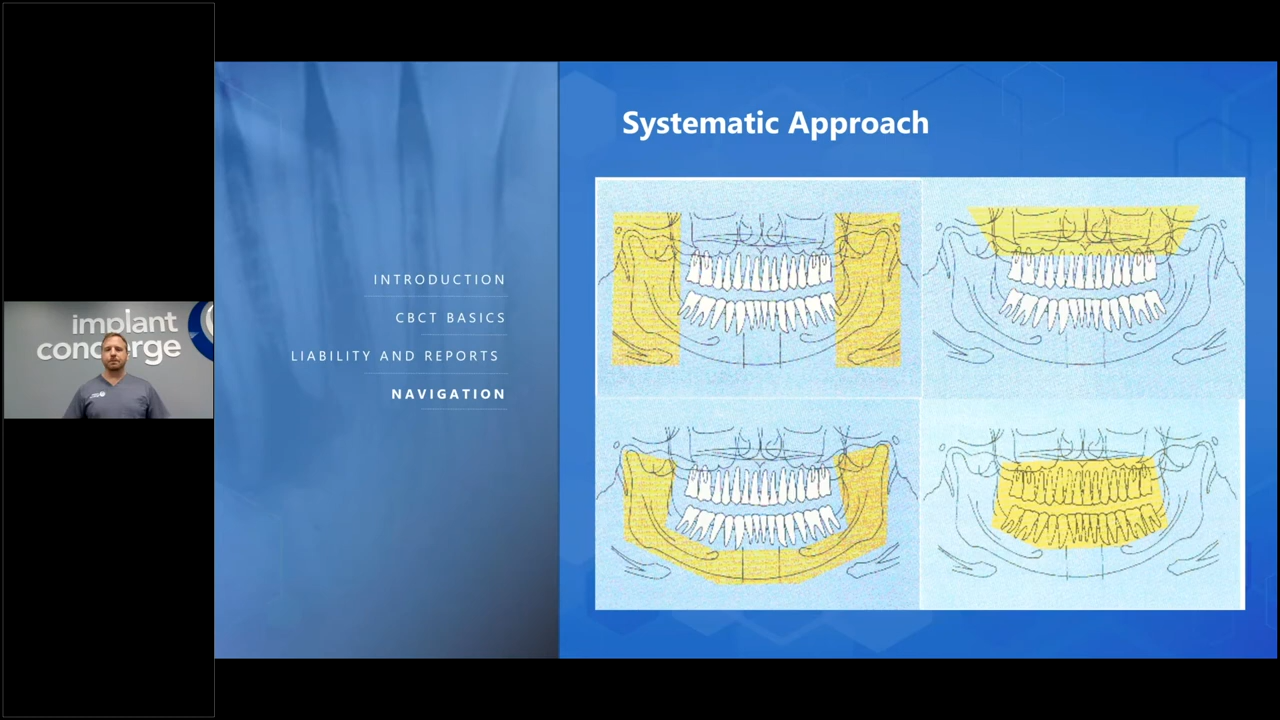 implant
concierge
Systematic Approach
INTRODUCTION
CBCT BASICS
LIABILITY AND REPORTS
NAVIGATION